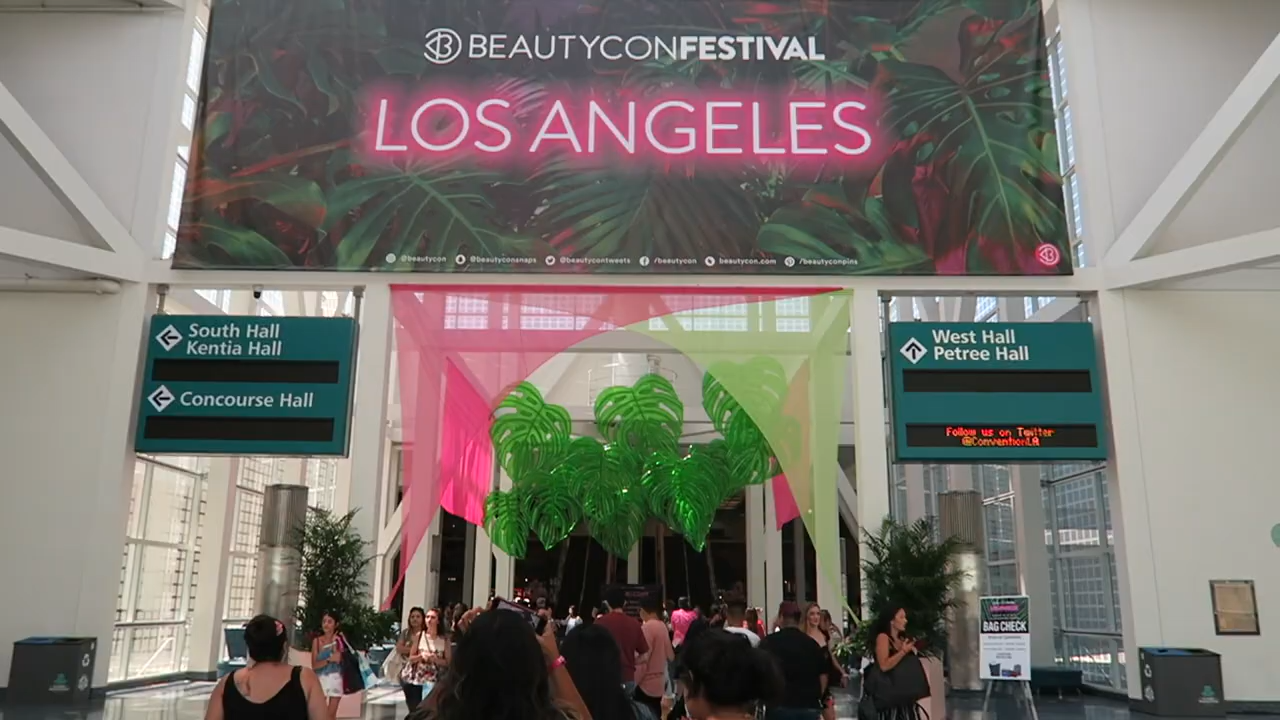 BEAUTYCONFESTIVAL
LOS ANGELES
@beautycon @beautyconsnaps @beautycontweets /beautycon beautycon.com /beautyconpins
South Hall
Kentia Hall
Concourse Hall
West Hall
Petree Hall
Follow us on Twitter
@ConventionLA
BAG CHECK